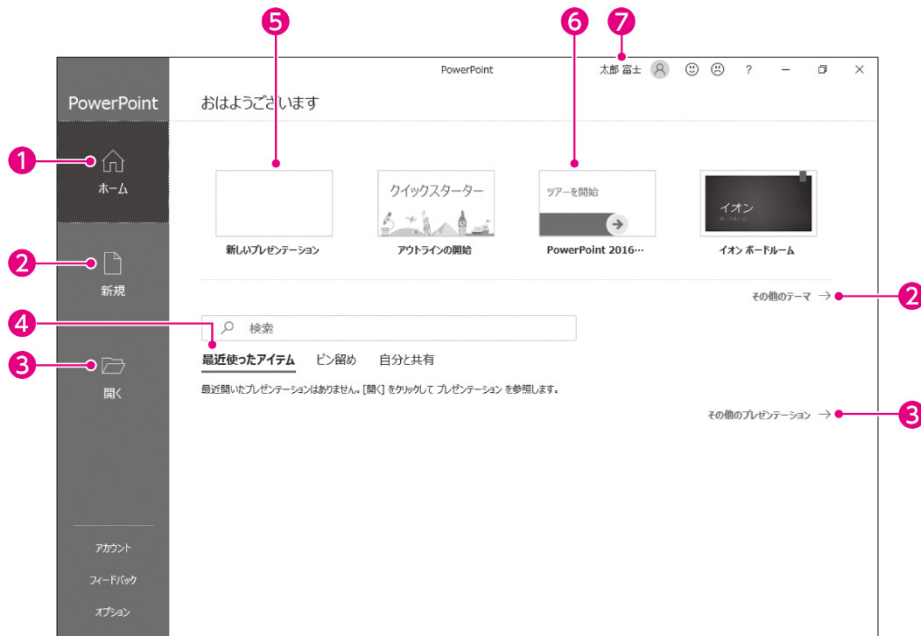 5
6
7
PowerPoint
太郎 富士
?
PowerPoint
おはようございます
1
ホーム
クイックスターター
ツアーを開始
イオン
新しいプレゼンテーション
アウトラインの開始
PowerPoint 2016…
イオン ボードルーム
2
新規
その他のテーマ →
2
4
検索
最近使ったアイテム
ピン留め
自分と共有
3
開く
最近開いたプレゼンテーションはありません。[開く] をクリックして プレゼンテーション を参照します。
その他のプレゼンテーション →
3
アカウント
フィードバック
オプション